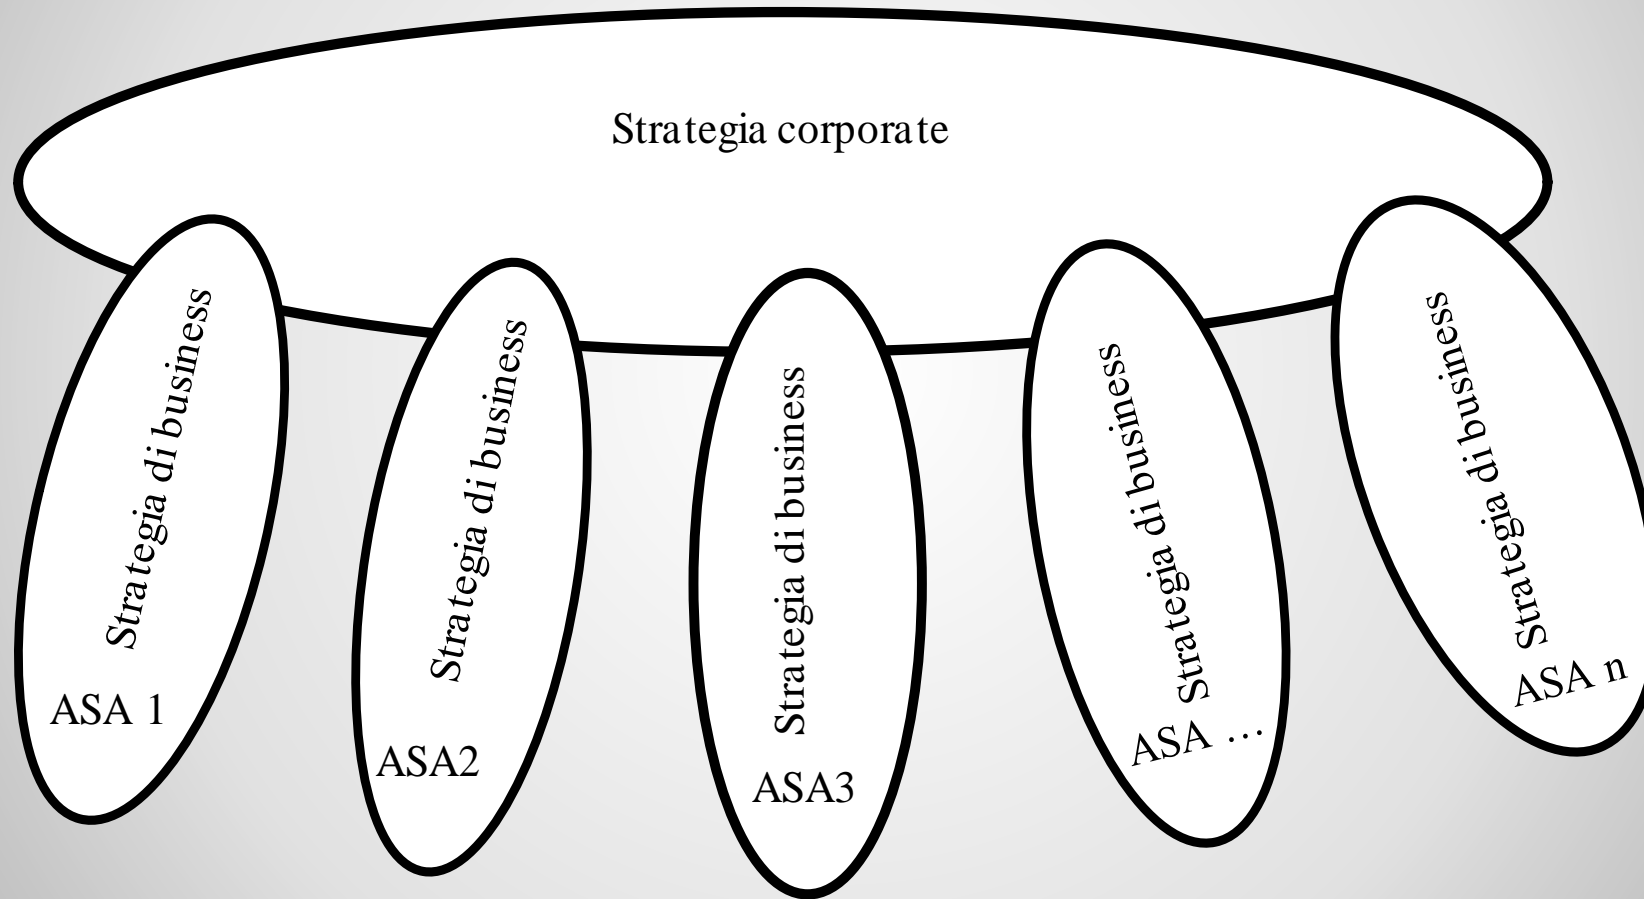 Strategia corporate
Strategia di business
ASA 1
Strategia di business
ASA2
Strategia di business
ASA3
Strategia di business
ASA …
Strategia di business
ASA n